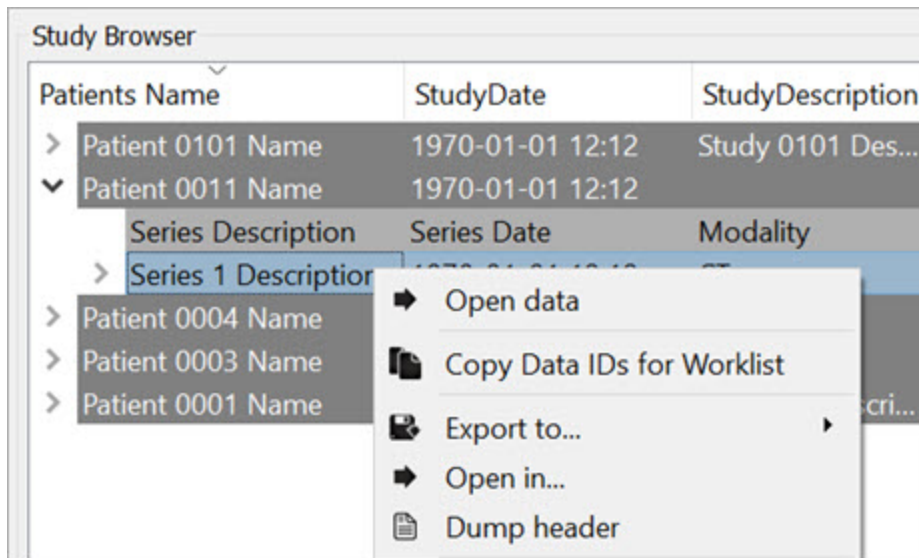 Study Browser
Patients Name StudyDate StudyDescription
Patient 0101 Name 1970-01-01 12:12 Study 0101 Des...
Patient 0011 Name 1970-01-01 12:12
Series Description Series Date Modality
Series 1 Description
Open data
Patient 0004 Name
Patient 0003 Name
Copy Data IDs for Worklist
Patient 0001 Name
Export to...
Open in...
Dump header